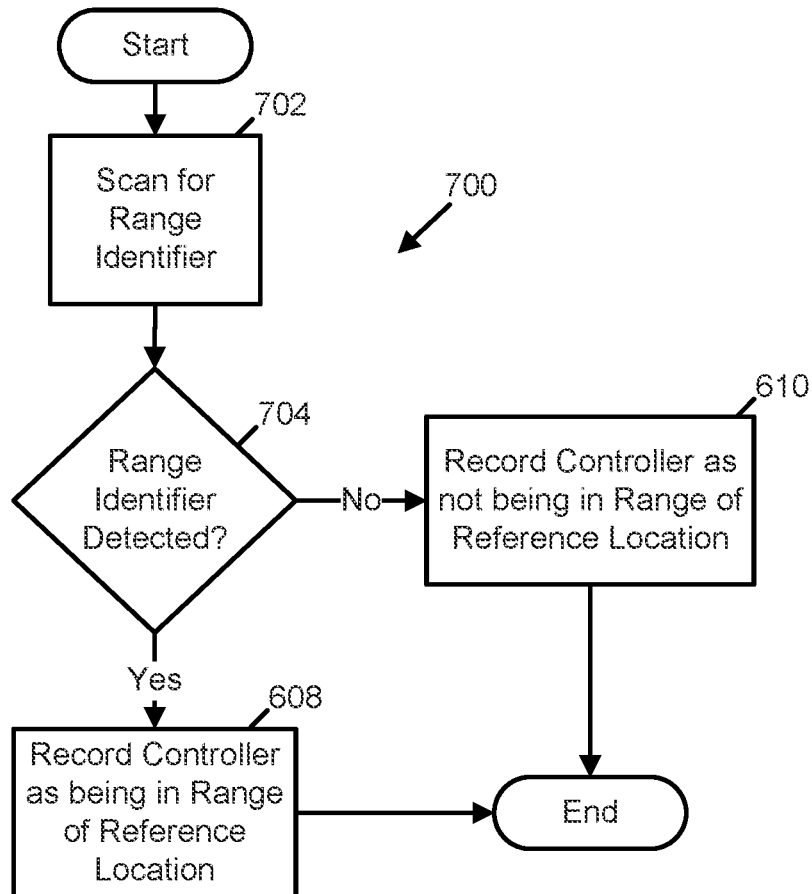 Start
702
Scan for
Range
Identifier
700
704
Range
Identifier
Detected?
No
610
Record Controller as
not being in Range of
Reference Location
Yes
608
Record Controller
as being in Range
of Reference
Location
End